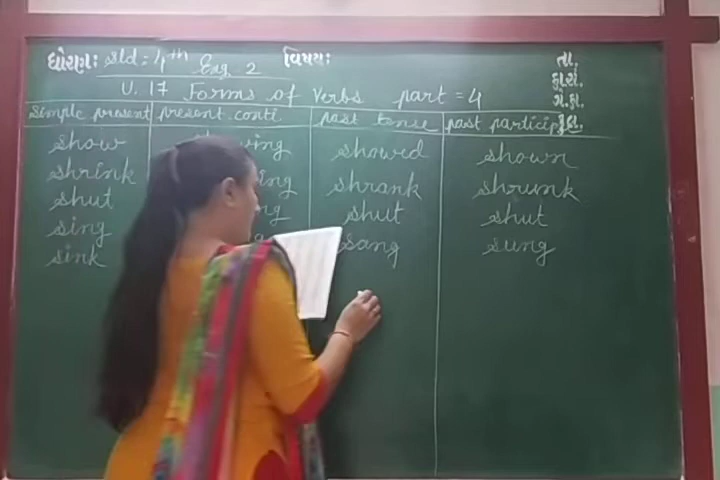 ધોરણ: std: 4th Eng. 2 વિષય: તા.
U. 17 Forms of Verbs part = 4
simple present present conti past tense past participle
show showed shown
shrink shrank shrunk
shut shut shut
sing sang sung
sink